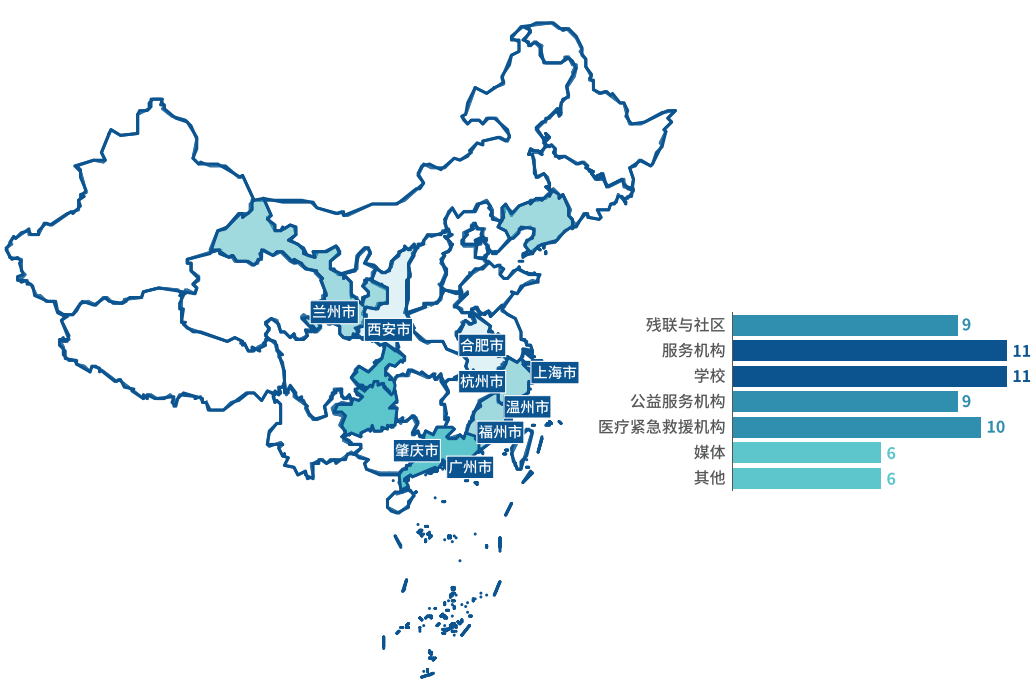 兰州市
西安市
合肥市
上海市
杭州市
温州市
福州市
肇庆市
广州市
残联与社区 9
服务机构 11
学校 11
公益服务机构 9
医疗紧急救援机构 10
媒体 6
其他 6